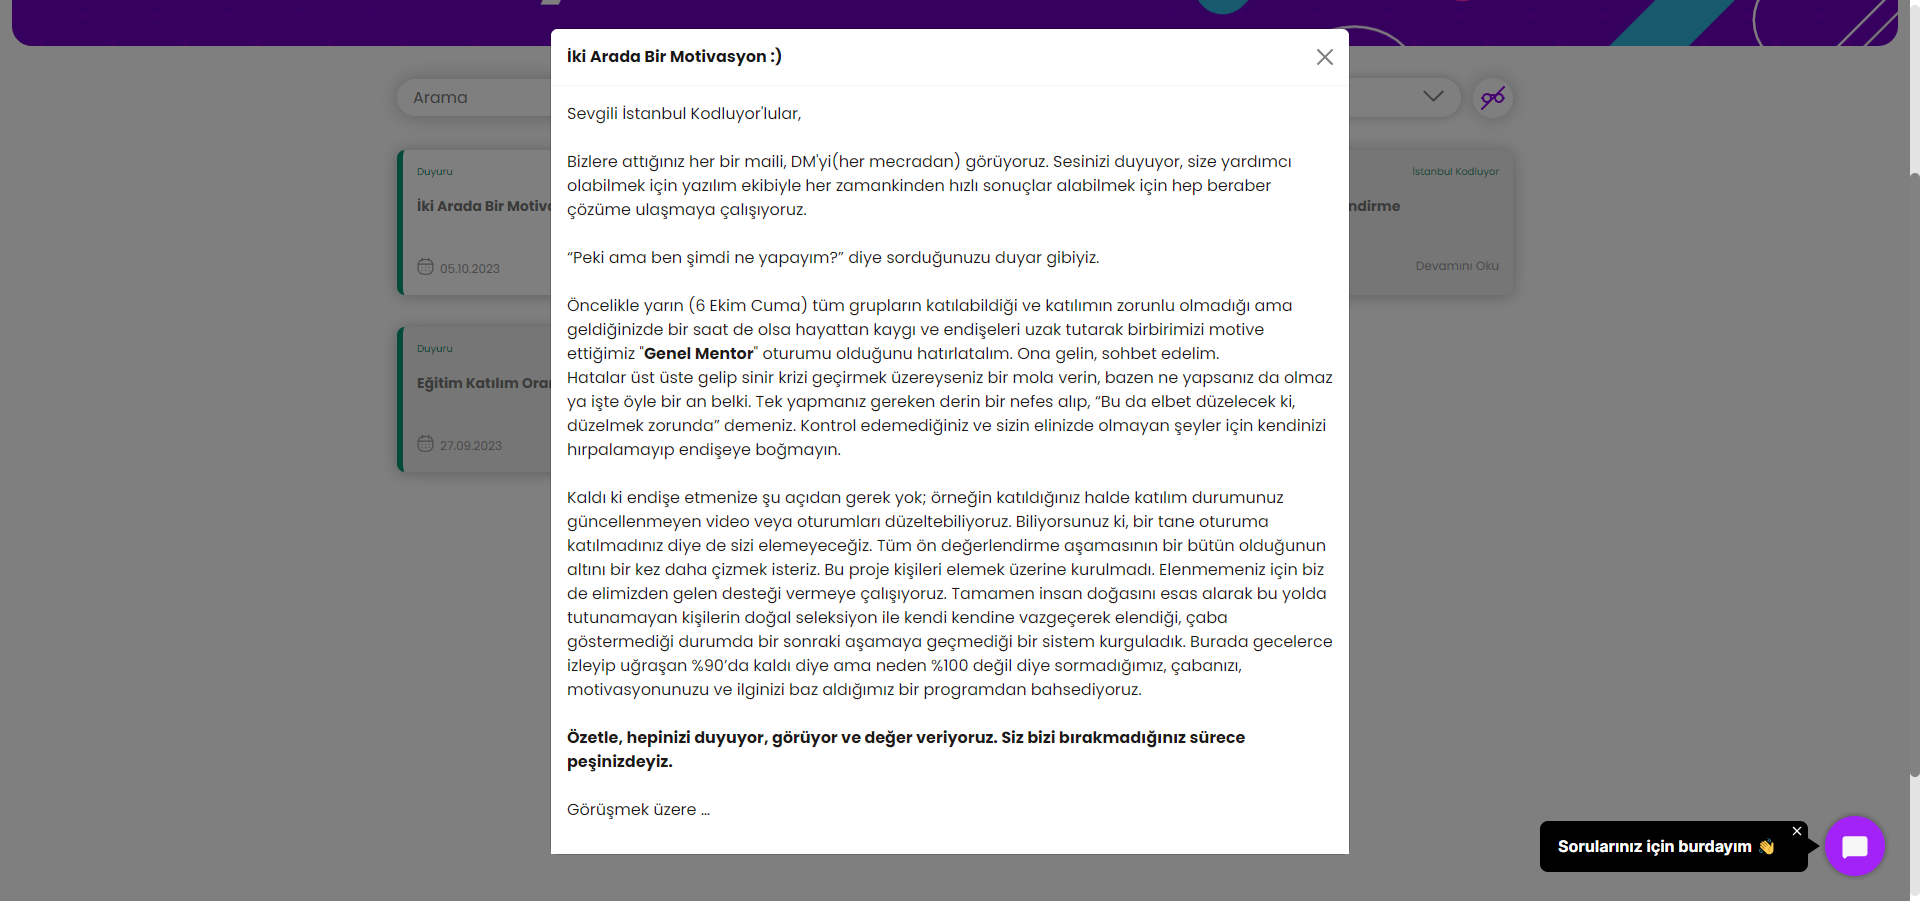 İki Arada Bir Motivasyon :)
Sevgili İstanbul Kodluyor'lular,
Bizlere attığınız her bir maili, DM'yi(her mecradan) görüyoruz. Sesinizi duyuyor, size yardımcı
olabilmek için yazılım ekibiyle her zamankinden hızlı sonuçlar alabilmek için hep beraber
çözüme ulaşmaya çalışıyoruz.
“Peki ama ben şimdi ne yapayım?” diye sorduğunuzu duyar gibiyiz.
Öncelikle yarın (6 Ekim Cuma) tüm grupların katılabildiği ve katılımın zorunlu olmadığı ama
geldiğinizde bir saat de olsa hayattan kaygı ve endişeleri uzak tutarak birbirimizi motive
ettiğimiz "Genel Mentor" oturumu olduğunu hatırlatalım. Ona gelin, sohbet edelim.
Hatalar üst üste gelip sinir krizi geçirmek üzereyseniz bir mola verin, bazen ne yapsanız da olmaz
ya işte öyle bir an belki. Tek yapmanız gereken derin bir nefes alıp, “Bu da elbet düzelecek ki,
düzelmek zorunda” demeniz. Kontrol edemediğiniz ve sizin elinizde olmayan şeyler için kendinizi
hırpalamayıp endişeye boğmayın.
Kaldı ki endişe etmenize şu açıdan gerek yok; örneğin katıldığınız halde katılım durumunuz
güncellenmeyen video veya oturumları düzeltebiliyoruz. Biliyorsunuz ki, bir tane oturuma
katılmadınız diye de sizi elemeyeceğiz. Tüm ön değerlendirme aşamasının bir bütün olduğunun
altını bir kez daha çizmek isteriz. Bu proje kişileri elemek üzerine kurulmadı. Elenmemeniz için biz
de elimizden gelen desteği vermeye çalışıyoruz. Tamamen insan doğasını esas alarak bu yolda
tutunamayan kişilerin doğal seleksiyon ile kendi kendine vazgeçerek elendiği, çaba
göstermediği durumda bir sonraki aşamaya geçmediği bir sistem kurguladık. Burada gecelerce
izleyip uğraşan %90’da kaldı diye ama neden %100 değil diye sormadığımız, çabanızı,
motivasyonunuzu ve ilginizi baz aldığımız bir programdan bahsediyoruz.
Özetle, hepinizi duyuyor, görüyor ve değer veriyoruz. Siz bizi bırakmadığınız sürece
peşinizdeyiz.
Görüşmek üzere ...
Arama
Duyuru
İki Arada Bir Motiva
05.10.2023
İstanbul Kodluyor
ndirme
Devamını Oku
Duyuru
Eğitim Katılım Oran
27.09.2023
Sorularınız için burdayım 👋